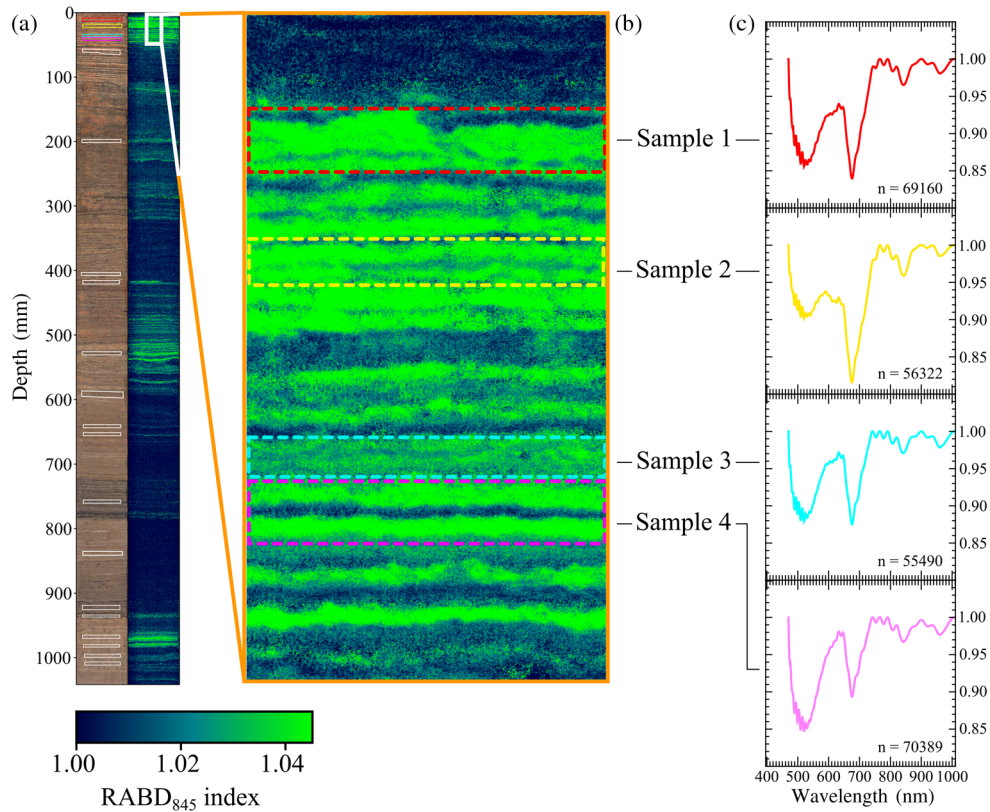 (a)
(b)
(c)
0
100
200
300
400
500
600
700
800
900
1000
Depth (mm)
Sample 1
Sample 2
Sample 3
Sample 4
1.00
0.95
0.90
0.85
n = 69160
1.00
0.95
0.90
0.85
n = 56322
1.00
0.95
0.90
0.85
n = 55490
1.00
0.95
0.90
0.85
n = 70389
400 500 600 700 800 900 1000
Wavelength (nm)
1.00 1.02 1.04
RABD845 index